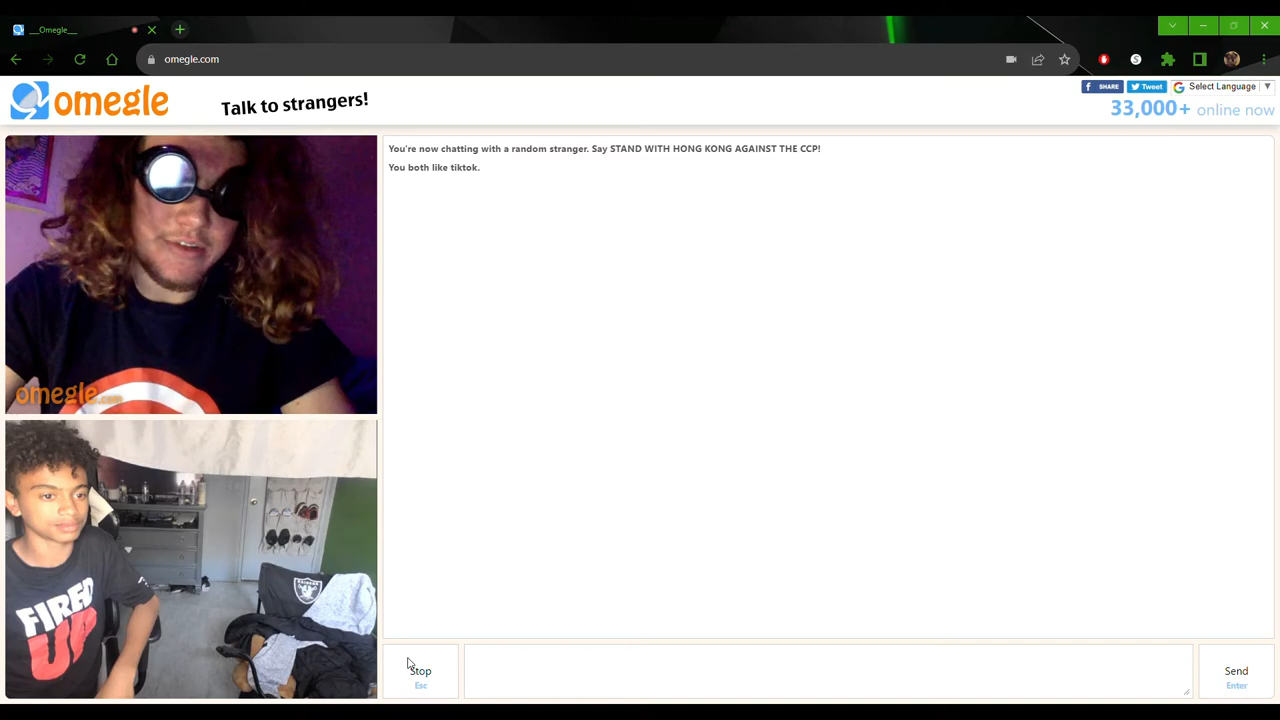 __Omegle__
omegle.com
omegle
Talk to strangers!
SHARE
Tweet
Select Language
33,000+ online now
You're now chatting with a random stranger. Say STAND WITH HONG KONG AGAINST THE CCP!
You both like tiktok.
omegle.com
FIRED
UP
RAIDERS
Stop
Esc
Send
Enter